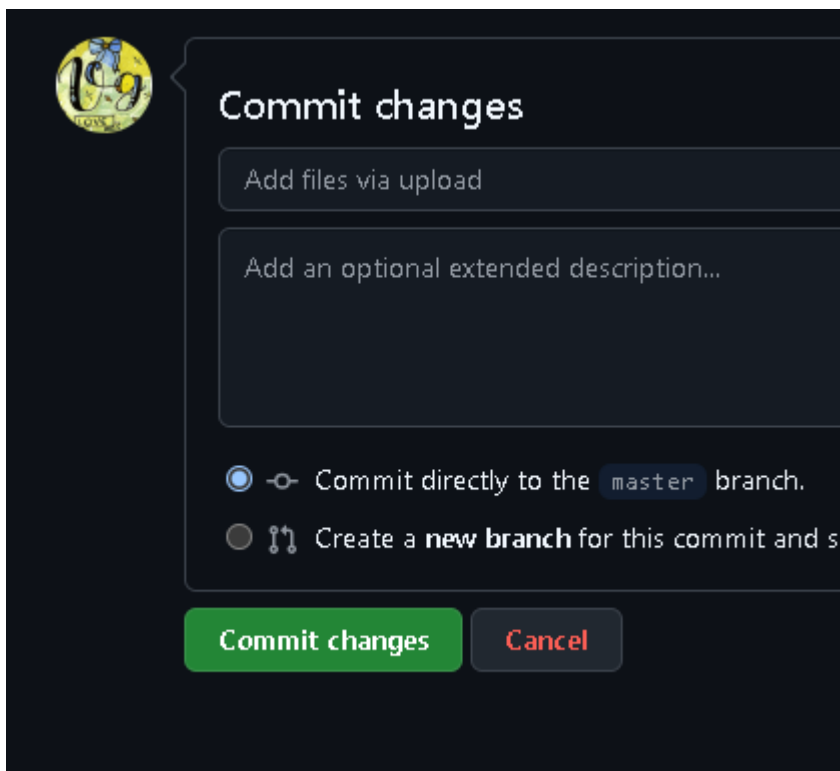 Commit changes
Add files via upload
Add an optional extended description...
Commit directly to the master branch.
Create a new branch for this commit and s
Commit changes
Cancel